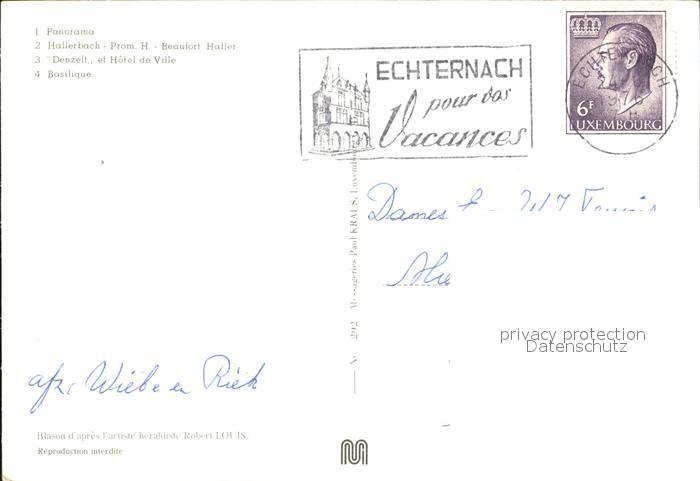 1 Panorama
2 Hallerbach - Prom. H. - Beaufort Haller
3 "Denzelt„ et Hôtel de Ville
4 Basilique
ECHTERNACH
pour vos
Vacances
ECHTERNACH
6F
LUXEMBOURG
Dames
N° 292 Messageries Paul KRAUS, Luxembourg
privacy protection
Datenschutz
afz: Wiebe en Riek
Blason d'après l'artiste héraldiste Robert LOUIS.
Reproduction interdite
M